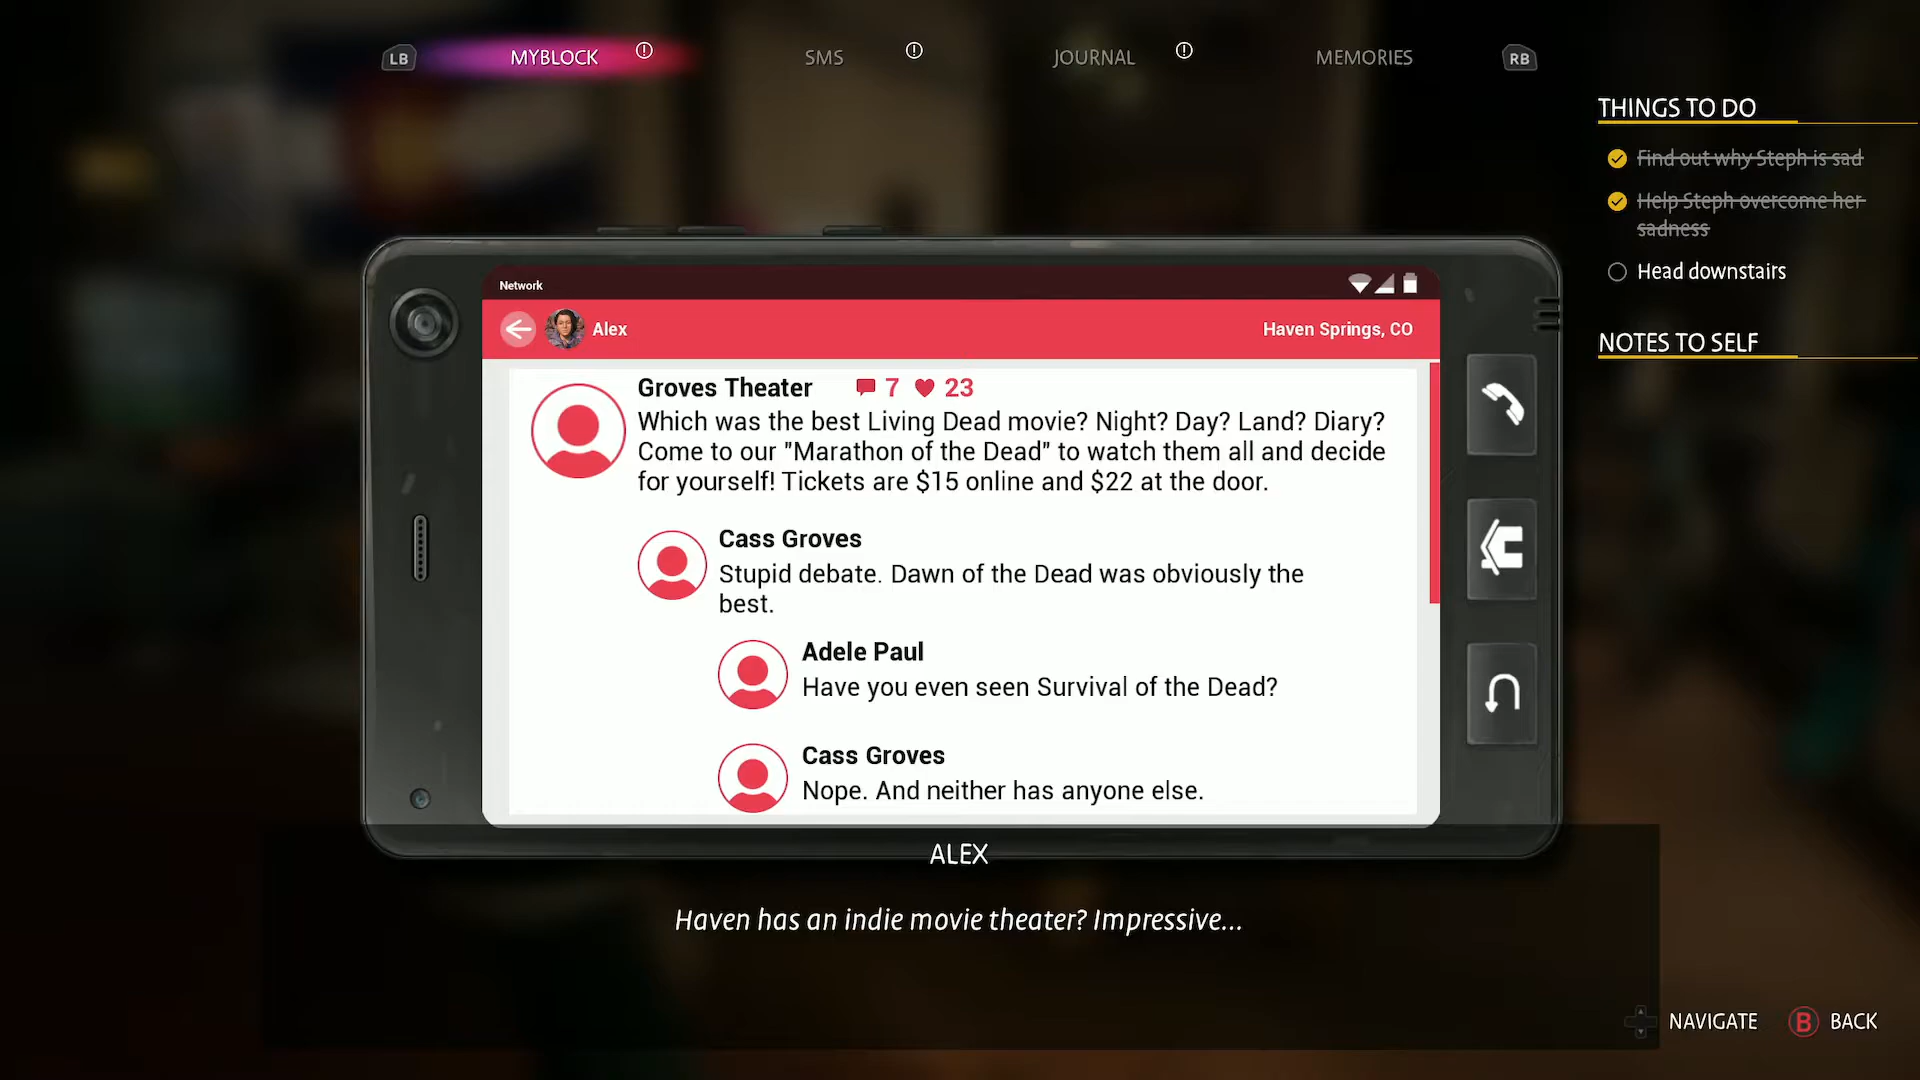 LB
MYBLOCK
SMS
JOURNAL
MEMORIES
RB
THINGS TO DO
Find out why Steph is sad
Help Steph overcome her
sadness
Head downstairs
NOTES TO SELF
Network
Alex
Haven Springs, CO
Groves Theater 7 23
Which was the best Living Dead movie? Night? Day? Land? Diary?
Come to our "Marathon of the Dead" to watch them all and decide
for yourself! Tickets are $15 online and $22 at the door.
Cass Groves
Stupid debate. Dawn of the Dead was obviously the
best.
Adele Paul
Have you even seen Survival of the Dead?
Cass Groves
Nope. And neither has anyone else.
ALEX
Haven has an indie movie theater? Impressive...
NAVIGATE
B BACK